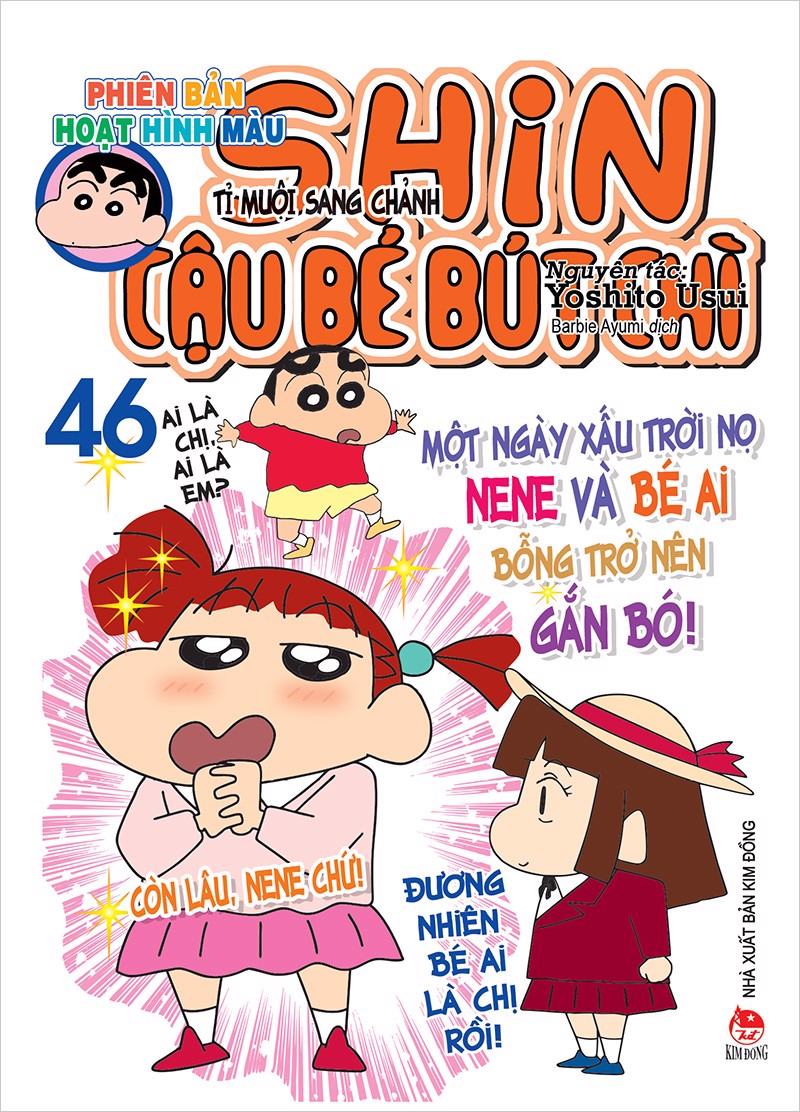 PHIÊN BẢN
HOẠT HÌNH MÀU
SHiN
TỈ MUỘI SANG CHẢNH
CẬU BÉ BÚT CHÌ
Nguyên tác:
Yoshito Usui
Barbie Ayumi dịch
46
Ai LÀ
CHỊ,
Ai LÀ
EM?
MỘT NGÀY XẤU TRỜI NỌ
NENE VÀ BÉ Ai
BỖNG TRỞ NÊN
GẮN BÓ!
CÒN LÂU, NENE CHỨ!
ĐƯƠNG
NHIÊN
BÉ Ai
LÀ CHỊ
RỒI!
NHÀ XUẤT BẢN KIM ĐỒNG
KIM ĐỒNG